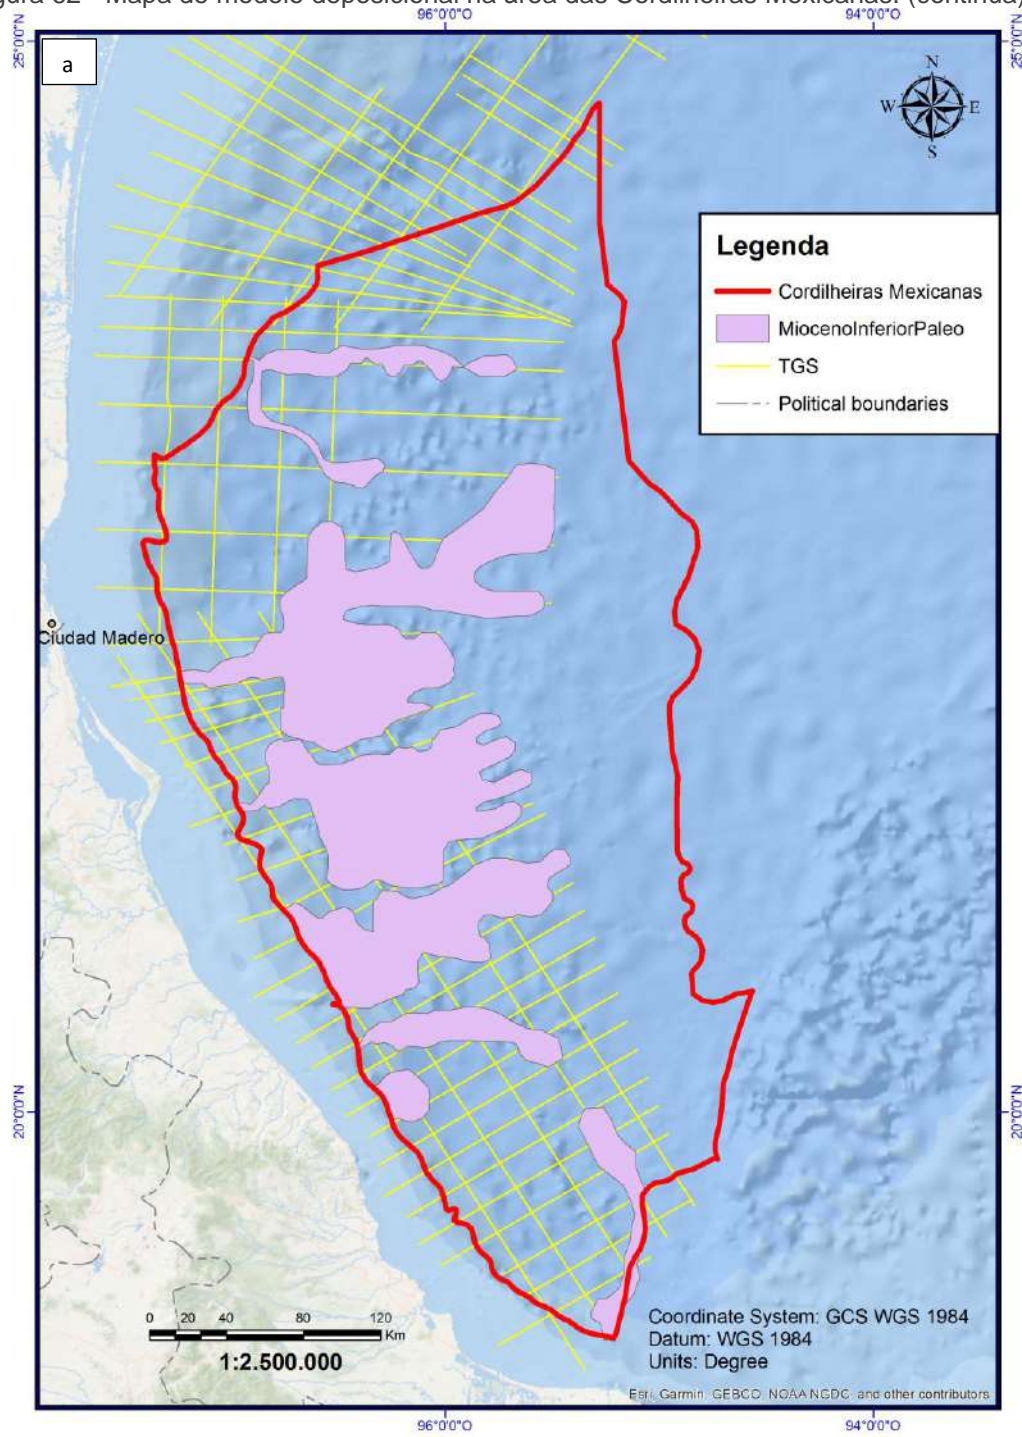 gura 62 - Mapa do modelo deposicional na área das Cordilheiras Mexicanas. (continua)
96°0'0"O
94°0'0"O
25°0'0"N
25°0'0"N
a
N
W
E
S
Legenda
Cordilheiras Mexicanas
MiocenoInferiorPaleo
TGS
Political boundaries
Ciudad Madero
20°0'0"N
20°0'0"N
0 20 40 80 120
Km
1:2.500.000
Coordinate System: GCS WGS 1984
Datum: WGS 1984
Units: Degree
Esri, Garmin, GEBCO, NOAA NGDC, and other contributors
96°0'0"O
94°0'0"O